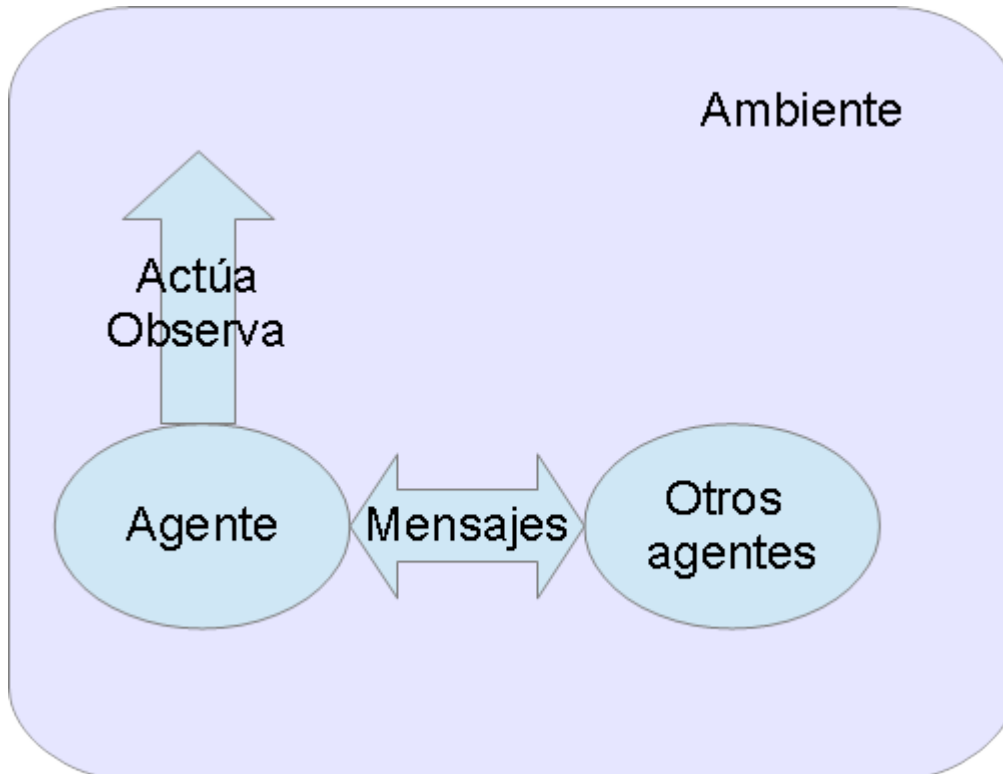 Ambiente
Actúa
Observa
Agente
Mensajes
Otros
agentes